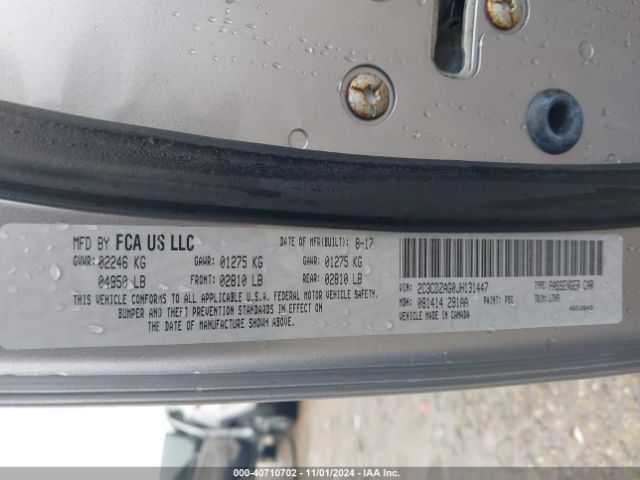 MFD BY FCA US LLC
DATE OF MFR(BUILT): 8-17
GVWR: 02246 KG
GAWR: 01275 KG
GAWR: 01275 KG
04950 LB
FRONT: 02810 LB
REAR: 02810 LB
THIS VEHICLE CONFORMS TO ALL APPLICABLE U.S.A. FEDERAL MOTOR VEHICLE SAFETY,
BUMPER AND THEFT PREVENTION STANDARDS IN EFFECT ON
THE DATE OF MANUFACTURE SHOWN ABOVE.
VIN: 2C3CDZAG0JH131447
TYPE: PASSENGER CAR
MDH: 081414 291AA
PAINT: PSC
TRIM: L7X9
VEHICLE MADE IN CANADA
000-40710702 - 11/01/2024 - IAA.